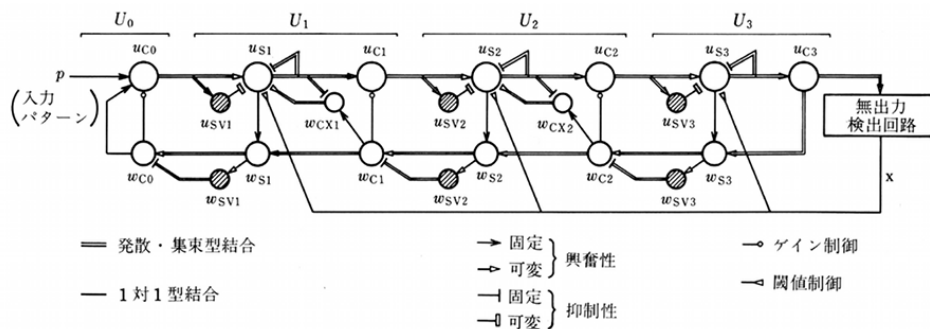 U0 U1 U2 U3
uC0 uS1 uC1 uS2 uC2 uS3 uC3
p
(入力
パターン)
uSV1 wCX1 uSV2 wCX2 uSV3
無出力
検出回路
wC0 wS1 wC1 wS2 wC2 wS3 x
wSV1 wSV2 wSV3
発散・集束型結合
1対1型結合
固定
可変
興奮性
固定
可変
抑制性
ゲイン制御
閾値制御